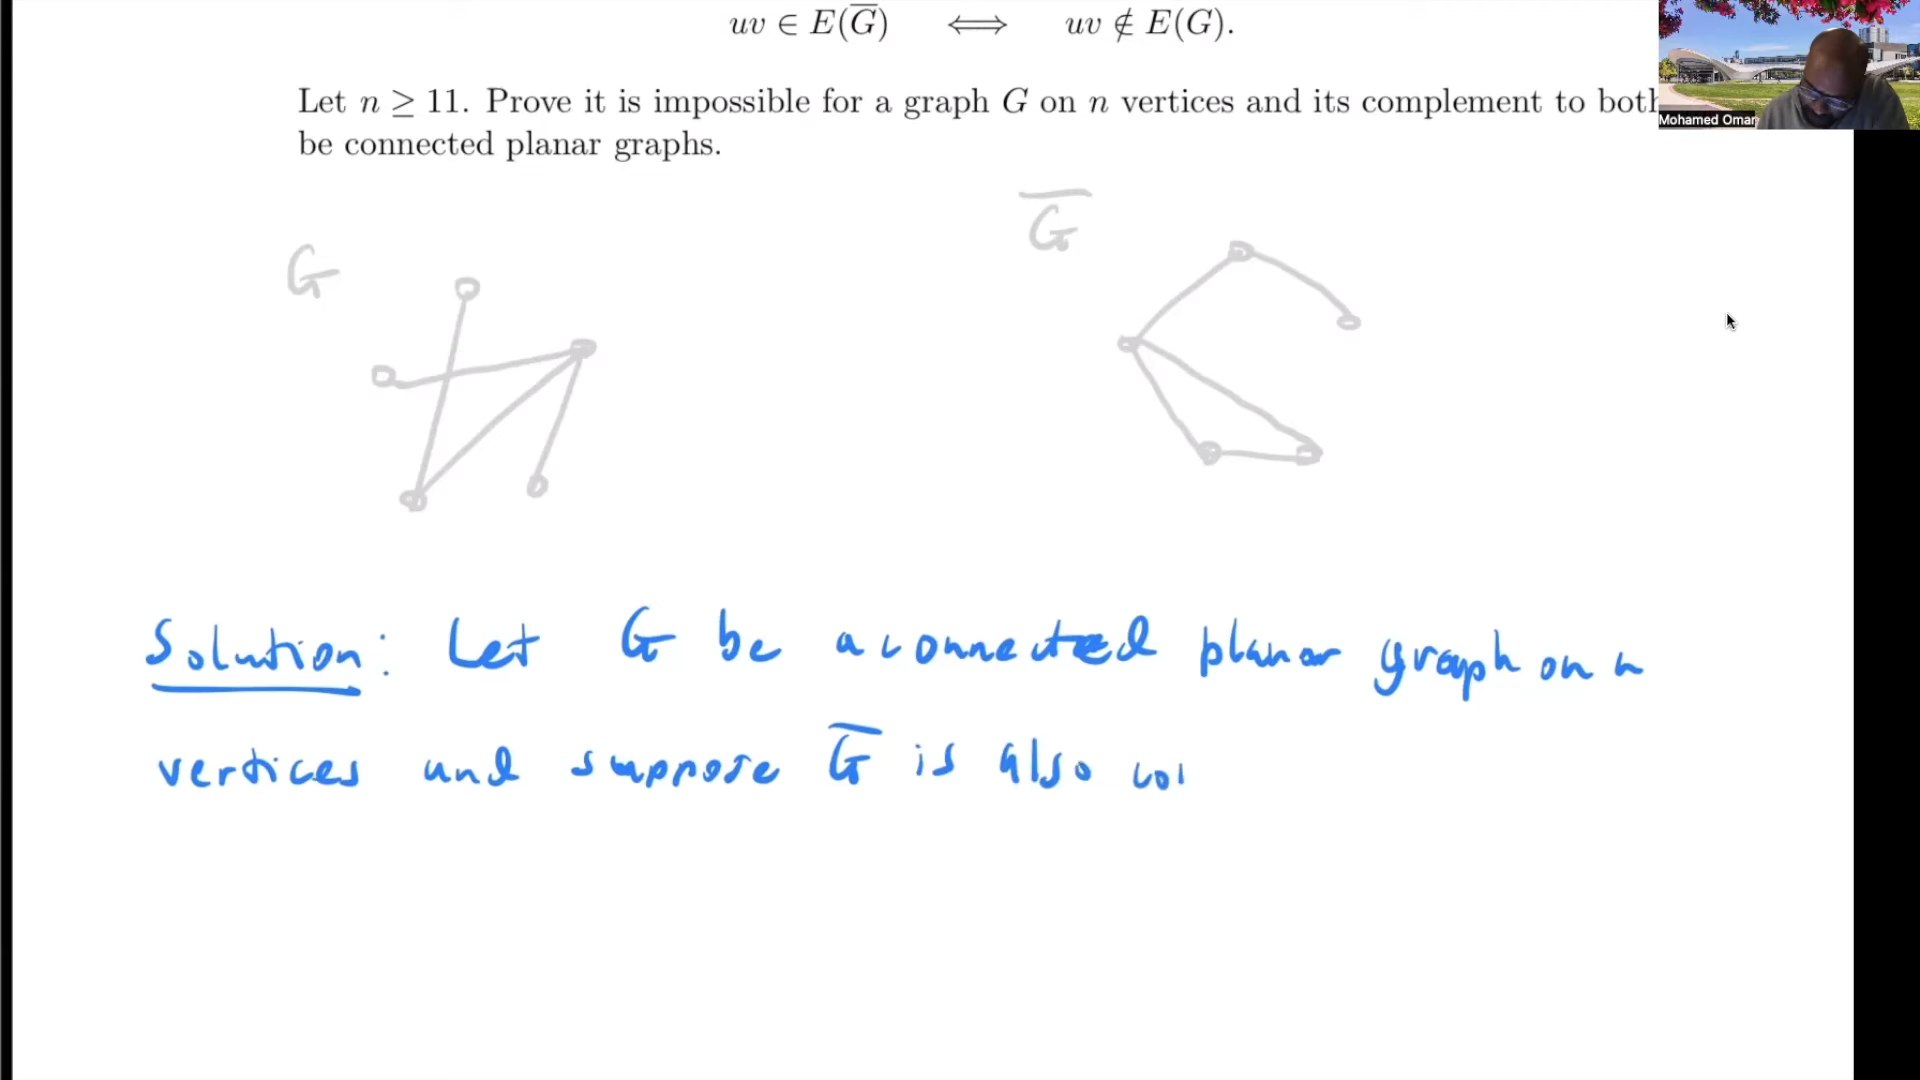 uv ∈ E(G̅) ⟺ uv ∉ E(G).
Let n ≥ 11. Prove it is impossible for a graph G on n vertices and its complement to both
be connected planar graphs.
Mohamed Omar
G
G̅
Solution: Let G be a connected planar graph on n
vertices and suppose G̅ is also co